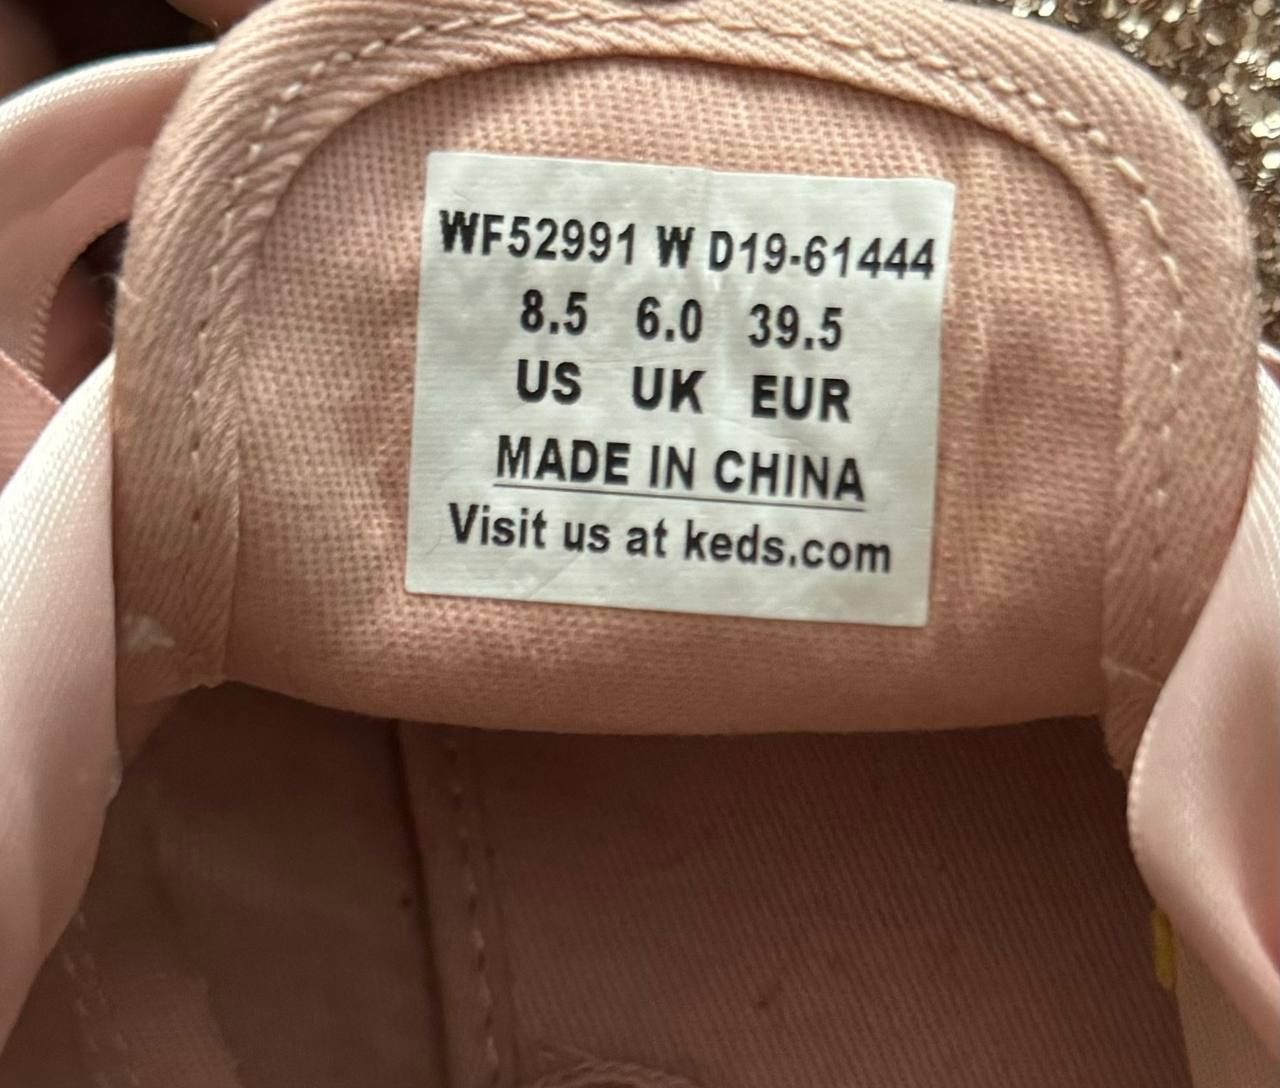 WF52991 W D19-61444
8.5 6.0 39.5
US UK EUR
MADE IN CHINA
Visit us at keds.com